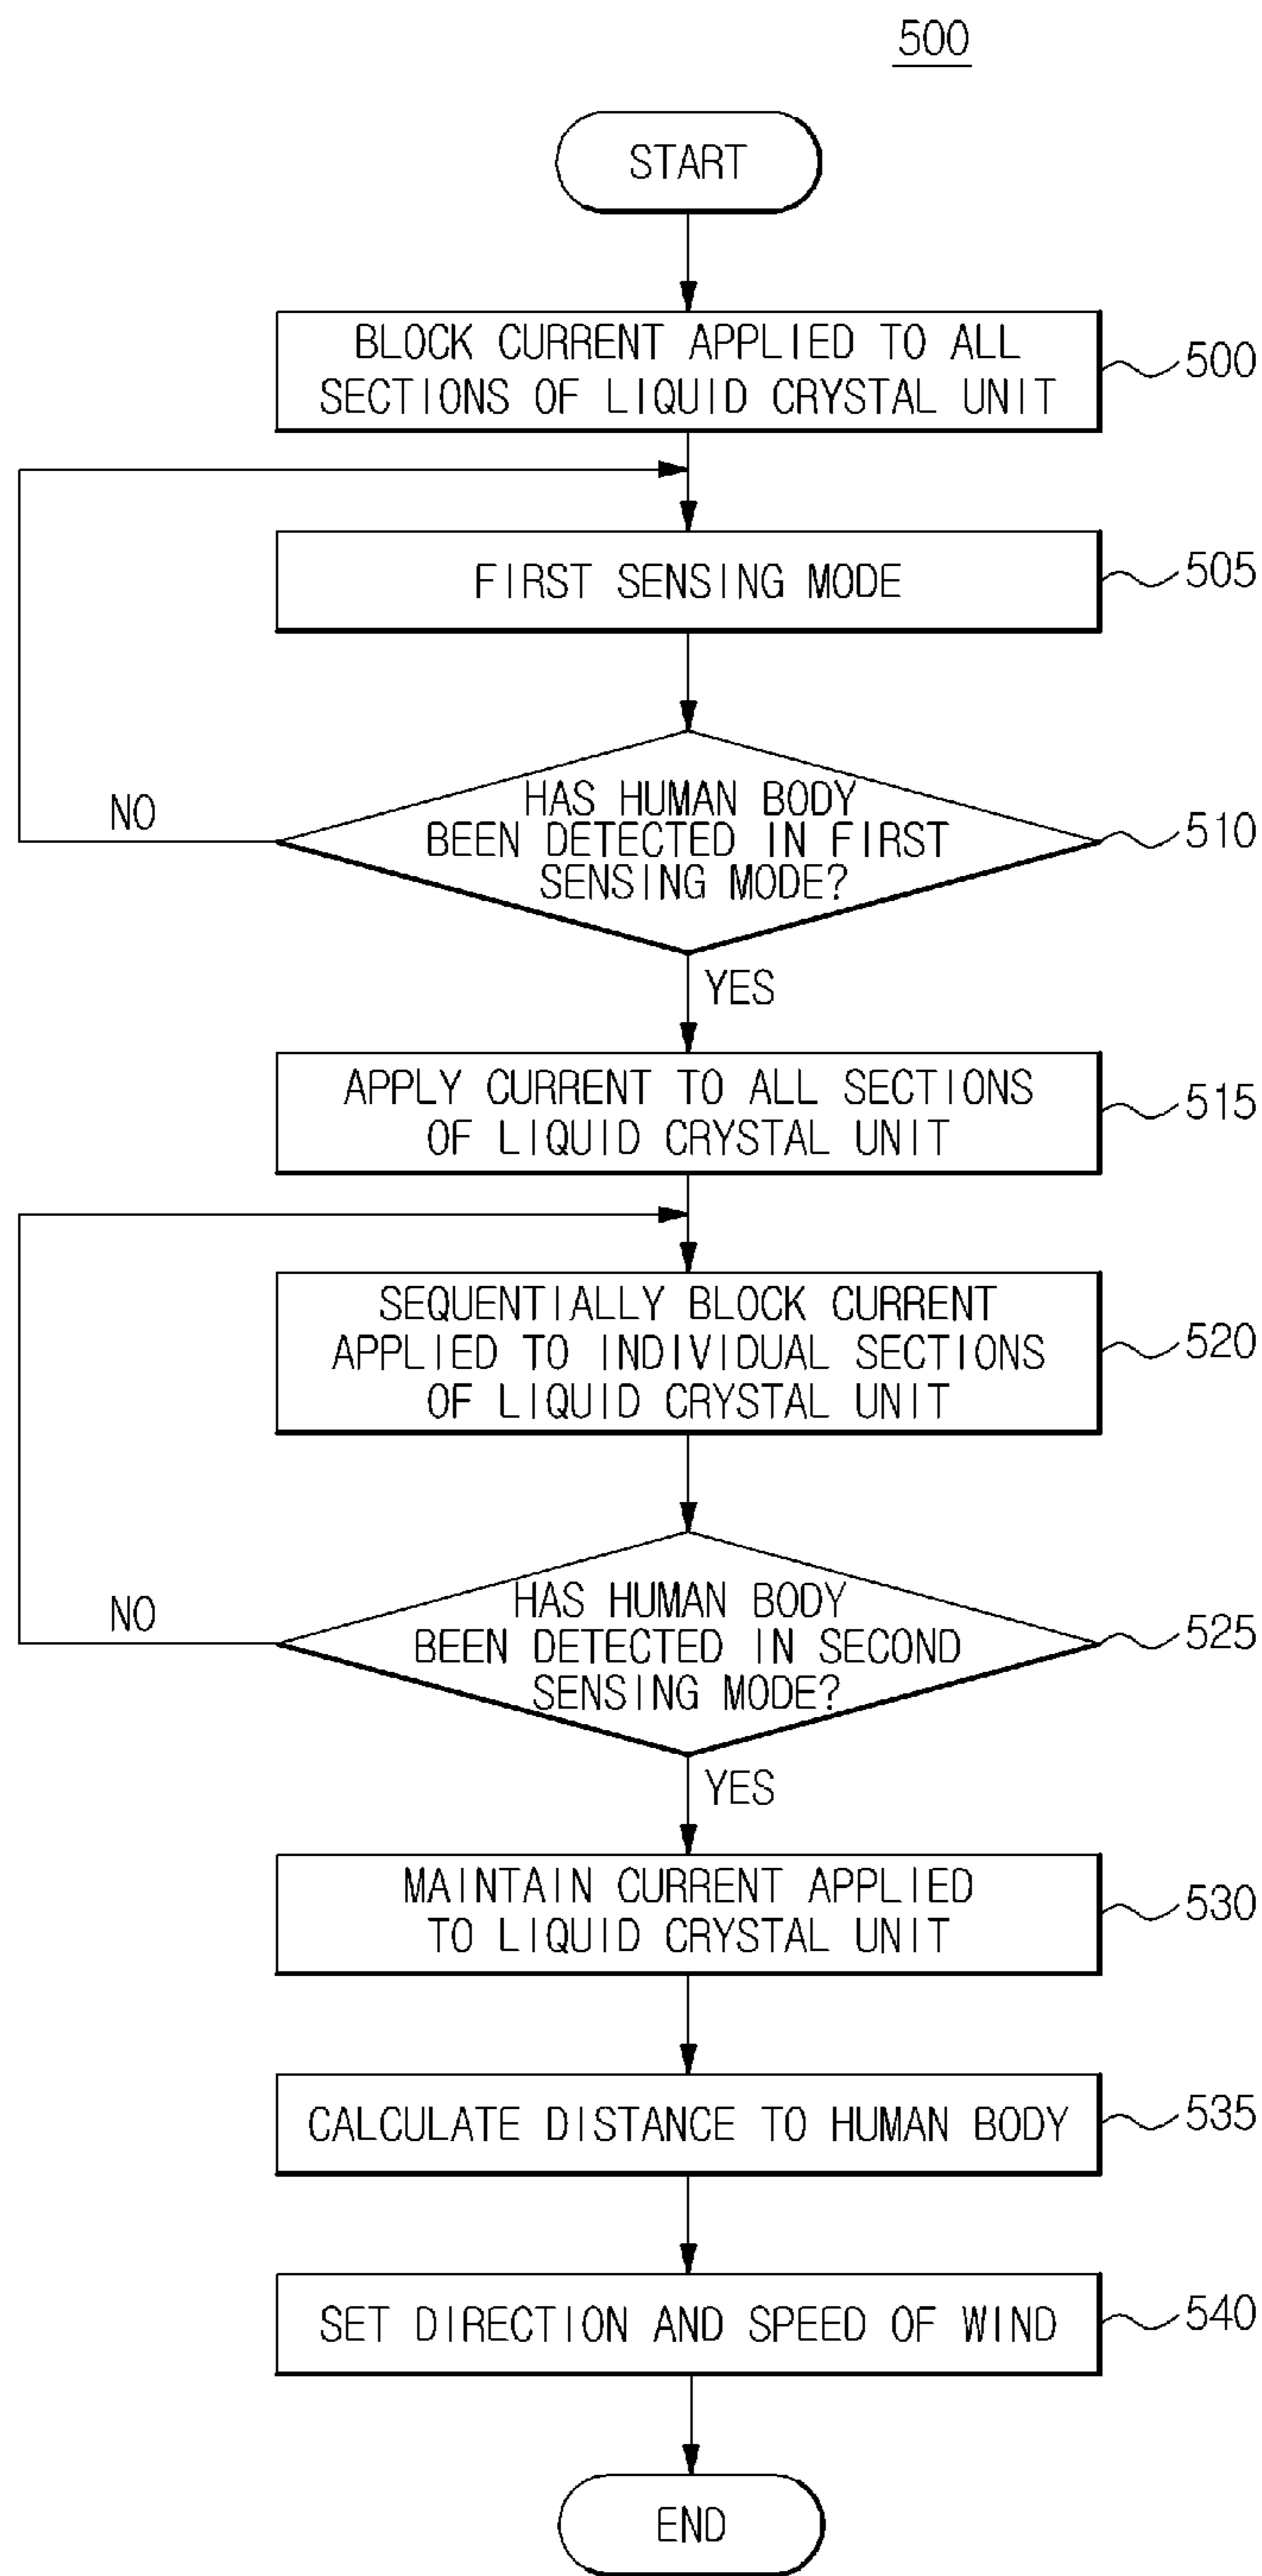 500
START
BLOCK CURRENT APPLIED TO ALL
SECTIONS OF LIQUID CRYSTAL UNIT
500
FIRST SENSING MODE
505
HAS HUMAN BODY
BEEN DETECTED IN FIRST
SENSING MODE?
510
NO
YES
APPLY CURRENT TO ALL SECTIONS
OF LIQUID CRYSTAL UNIT
515
SEQUENTIALLY BLOCK CURRENT
APPLIED TO INDIVIDUAL SECTIONS
OF LIQUID CRYSTAL UNIT
520
HAS HUMAN BODY
BEEN DETECTED IN SECOND
SENSING MODE?
525
NO
YES
MAINTAIN CURRENT APPLIED
TO LIQUID CRYSTAL UNIT
530
CALCULATE DISTANCE TO HUMAN BODY
535
SET DIRECTION AND SPEED OF WIND
540
END